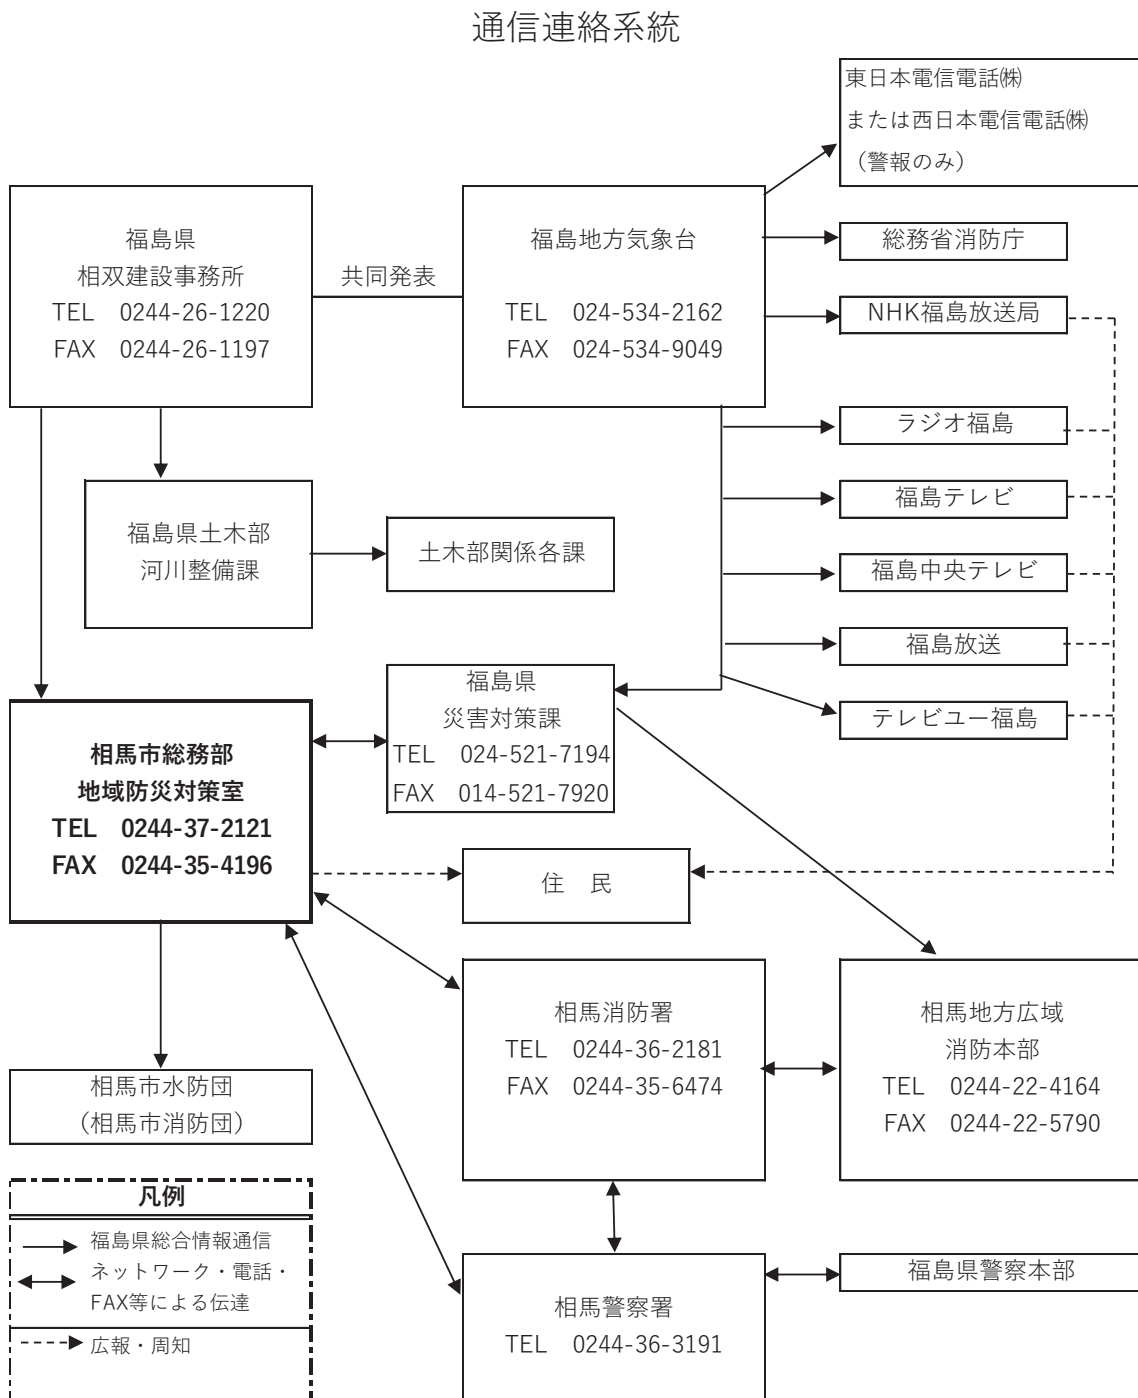 通信連絡系統
東日本電信電話㈱
または西日本電信電話㈱
（警報のみ）
福島県
相双建設事務所
TEL　0244-26-1220
FAX　0244-26-1197
共同発表
福島地方気象台
TEL　024-534-2162
FAX　024-534-9049
総務省消防庁
NHK福島放送局
ラジオ福島
福島テレビ
福島中央テレビ
福島放送
テレビユー福島
福島県土木部
河川整備課
土木部関係各課
福島県
災害対策課
TEL　024-521-7194
FAX　014-521-7920
相馬市総務部
地域防災対策室
TEL　0244-37-2121
FAX　0244-35-4196
住　民
相馬消防署
TEL　0244-36-2181
FAX　0244-35-6474
相馬地方広域
消防本部
TEL　0244-22-4164
FAX　0244-22-5790
相馬市水防団
（相馬市消防団）
凡例
福島県総合情報通信
ネットワーク・電話・
FAX等による伝達
広報・周知
相馬警察署
TEL　0244-36-3191
福島県警察本部